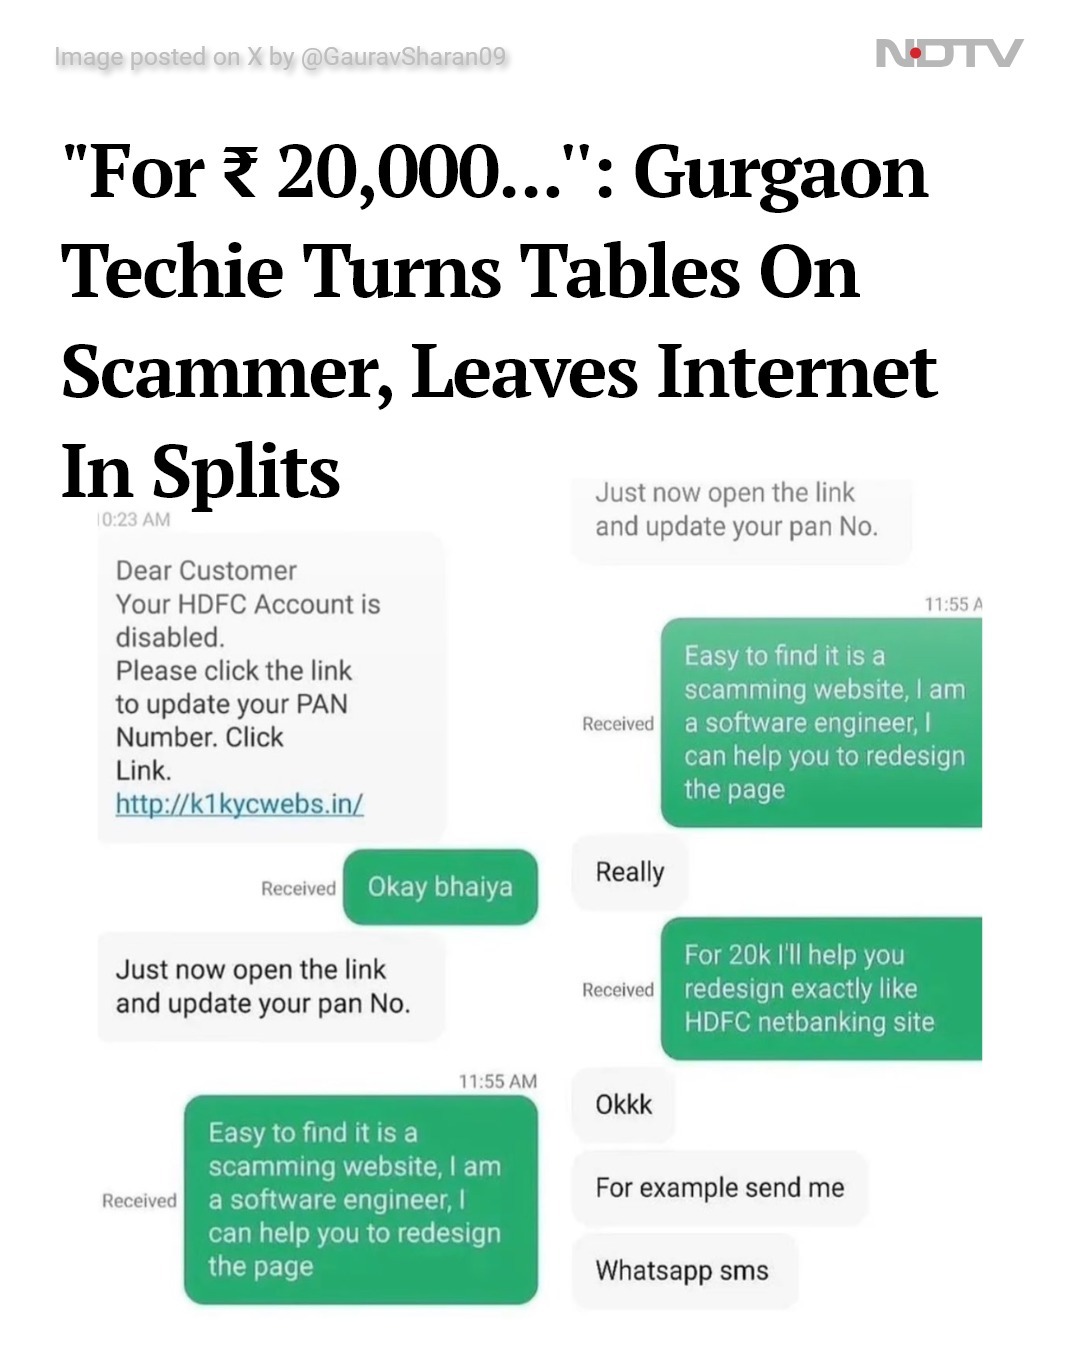 Image posted on X by @GauravSharan09
NDTV
"For ₹ 20,000...": Gurgaon
Techie Turns Tables On
Scammer, Leaves Internet
In Splits
0:23 AM
Dear Customer
Your HDFC Account is
disabled.
Please click the link
to update your PAN
Number. Click
Link.
http://k1kycwebs.in/
Received
Okay bhaiya
Just now open the link
and update your pan No.
11:55 AM
Received
Easy to find it is a
scamming website, I am
a software engineer, I
can help you to redesign
the page
Just now open the link
and update your pan No.
11:55 A
Received
Easy to find it is a
scamming website, I am
a software engineer, I
can help you to redesign
the page
Really
Received
For 20k I'll help you
redesign exactly like
HDFC netbanking site
Okkk
For example send me
Whatsapp sms